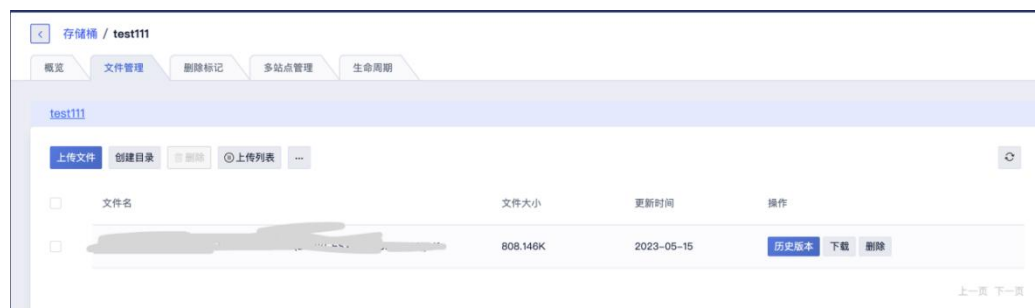 存储桶 / test111
概览 文件管理 删除标记 多站点管理 生命周期
test111
上传文件 创建目录 删除 上传列表 ...
文件名 文件大小 更新时间 操作
808.146K 2023-05-15 历史版本 下载 删除
上一页 下一页